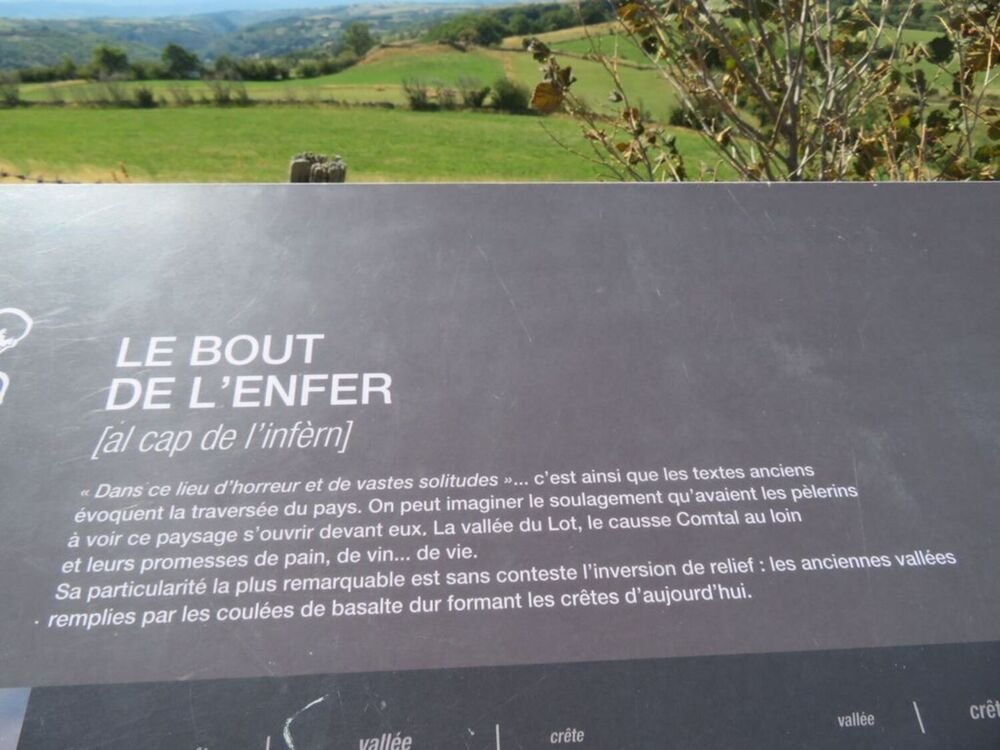 LE BOUT
DE L'ENFER
[al cap de l'infèrn]
« Dans ce lieu d'horreur et de vastes solitudes »... c'est ainsi que les textes anciens
évoquent la traversée du pays. On peut imaginer le soulagement qu'avaient les pèlerins
à voir ce paysage s'ouvrir devant eux. La vallée du Lot, le causse Comtal au loin
et leurs promesses de pain, de vin... de vie.
Sa particularité la plus remarquable est sans conteste l'inversion de relief : les anciennes vallées
remplies par les coulées de basalte dur formant les crêtes d'aujourd'hui.
vallée crête vallée